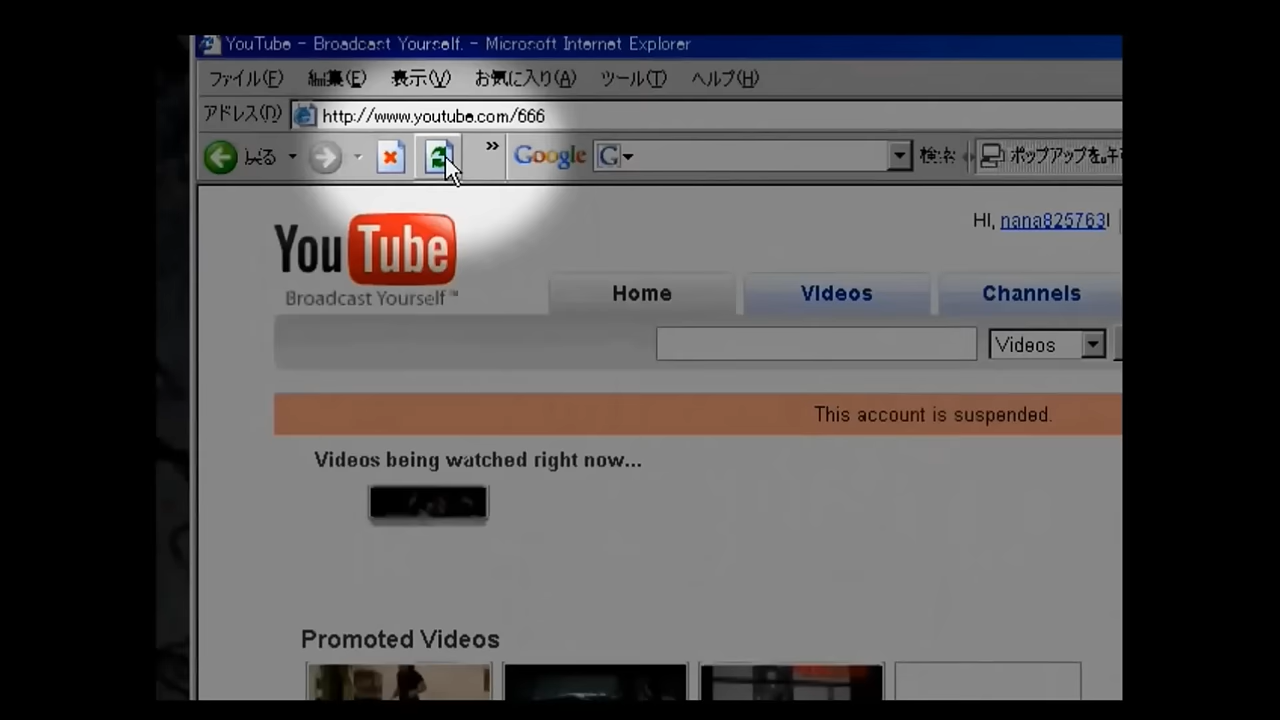 YouTube - Broadcast Yourself. - Microsoft Internet Explorer
ファイル(F) 編集(E) 表示(V) お気に入り(A) ツール(T) ヘルプ(H)
アドレス(D) http://www.youtube.com/666
戻る » Google G 検索 ポップアップを
YouTube
Broadcast Yourself™
HI, nana825763!
Home Videos Channels
Videos
This account is suspended.
Videos being watched right now...
Promoted Videos